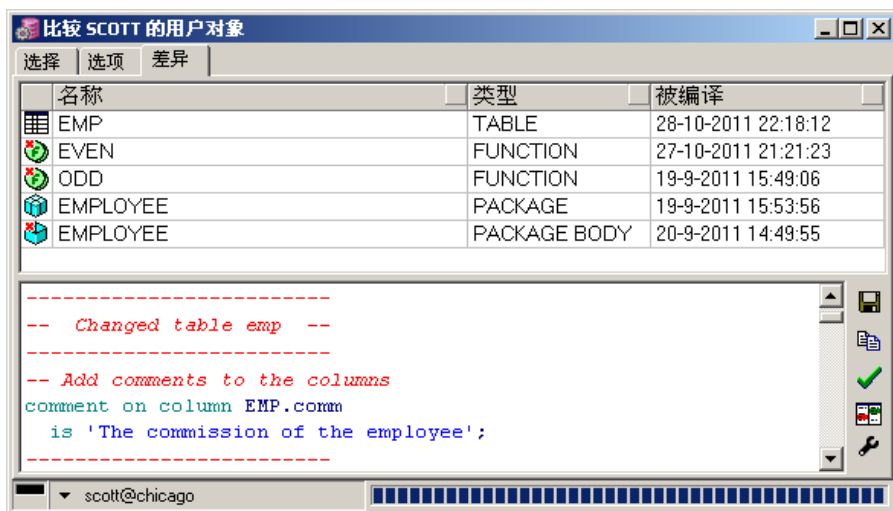 比较 SCOTT 的用户对象
选择 选项 差异
名称 类型 被编译
EMP TABLE 28-10-2011 22:18:12
EVEN FUNCTION 27-10-2011 21:21:23
ODD FUNCTION 19-9-2011 15:49:06
EMPLOYEE PACKAGE 19-9-2011 15:53:56
EMPLOYEE PACKAGE BODY 20-9-2011 14:49:55
--------------------------
-- Changed table emp --
--------------------------
-- Add comments to the columns
comment on column EMP.comm
is 'The commission of the employee';
--------------------------
scott@chicago